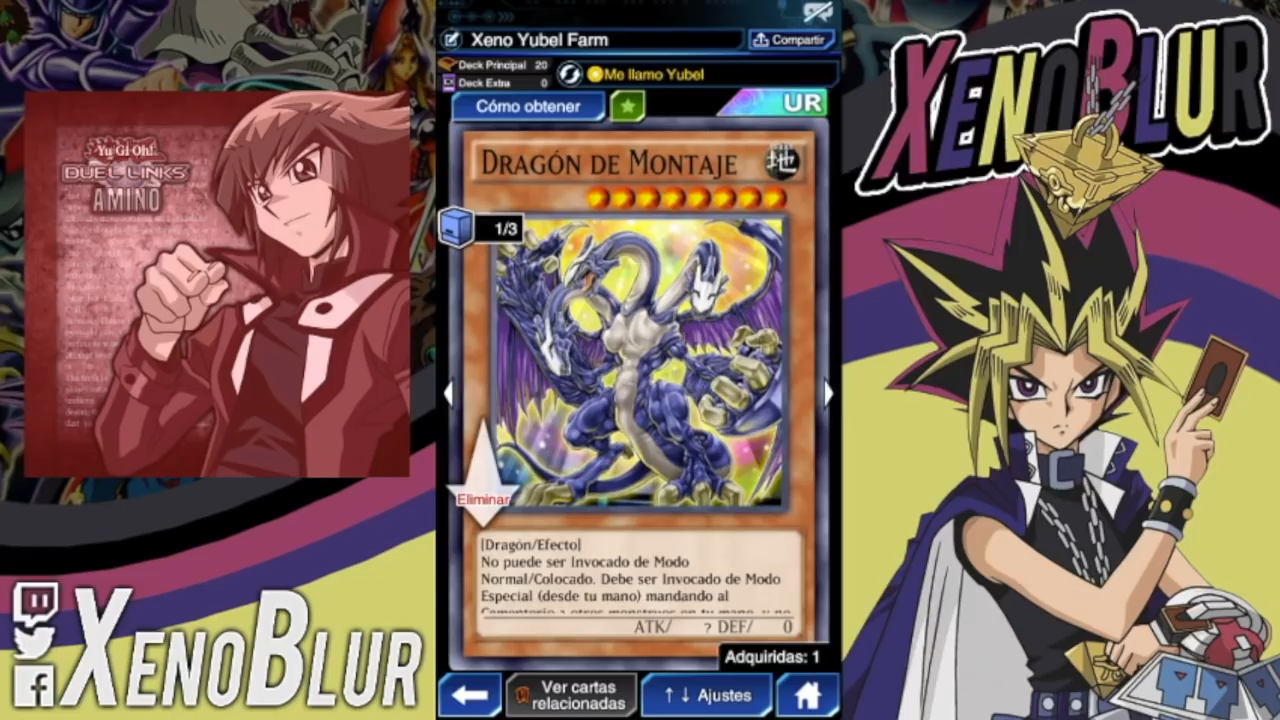 Xeno Yubel Farm
Compartir
Deck Principal 20
Deck Extra 0
Me llamo Yubel
Cómo obtener
UR
DRAGÓN DE MONTAJE
地
1/3
Eliminar
[Dragón/Efecto]
No puede ser Invocado de Modo
Normal/Colocado. Debe ser Invocado de Modo
Especial (desde tu mano) mandando al
ATK/ ? DEF/ 0
Adquiridas: 1
Ver cartas
relacionadas
↑ ↓ Ajustes
Yu-Gi-Oh!
DUEL LINKS
AMINO
XENOBLUR
XENOBLUR